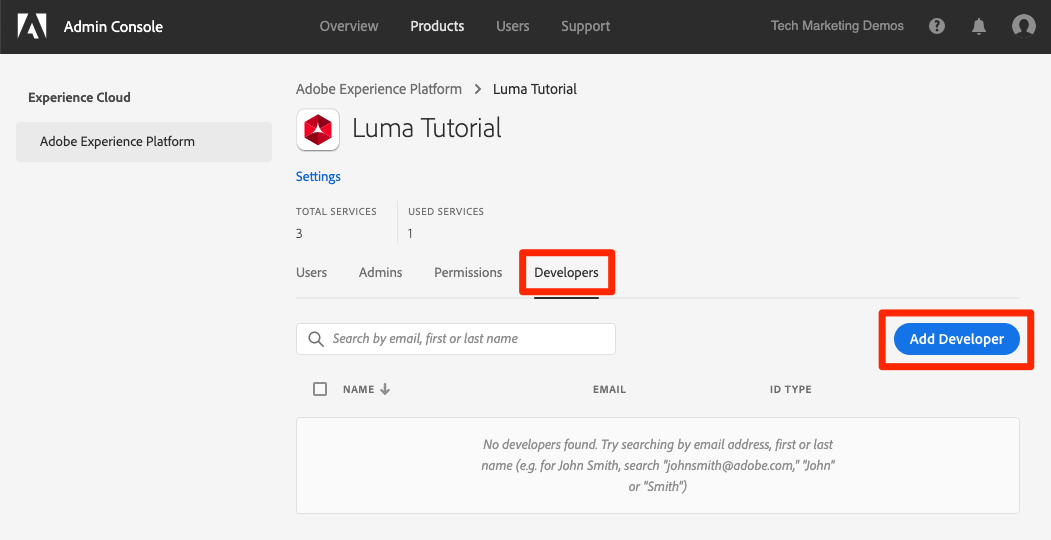 Admin Console
Overview Products Users Support Tech Marketing Demos ?
Experience Cloud
Adobe Experience Platform
Adobe Experience Platform > Luma Tutorial
Luma Tutorial
Settings
TOTAL SERVICES USED SERVICES
3 1
Users Admins Permissions Developers
Search by email, first or last name
Add Developer
NAME EMAIL ID TYPE
No developers found. Try searching by email address, first or last
name (e.g. for John Smith, search "johnsmith@adobe.com," "John"
or "Smith")